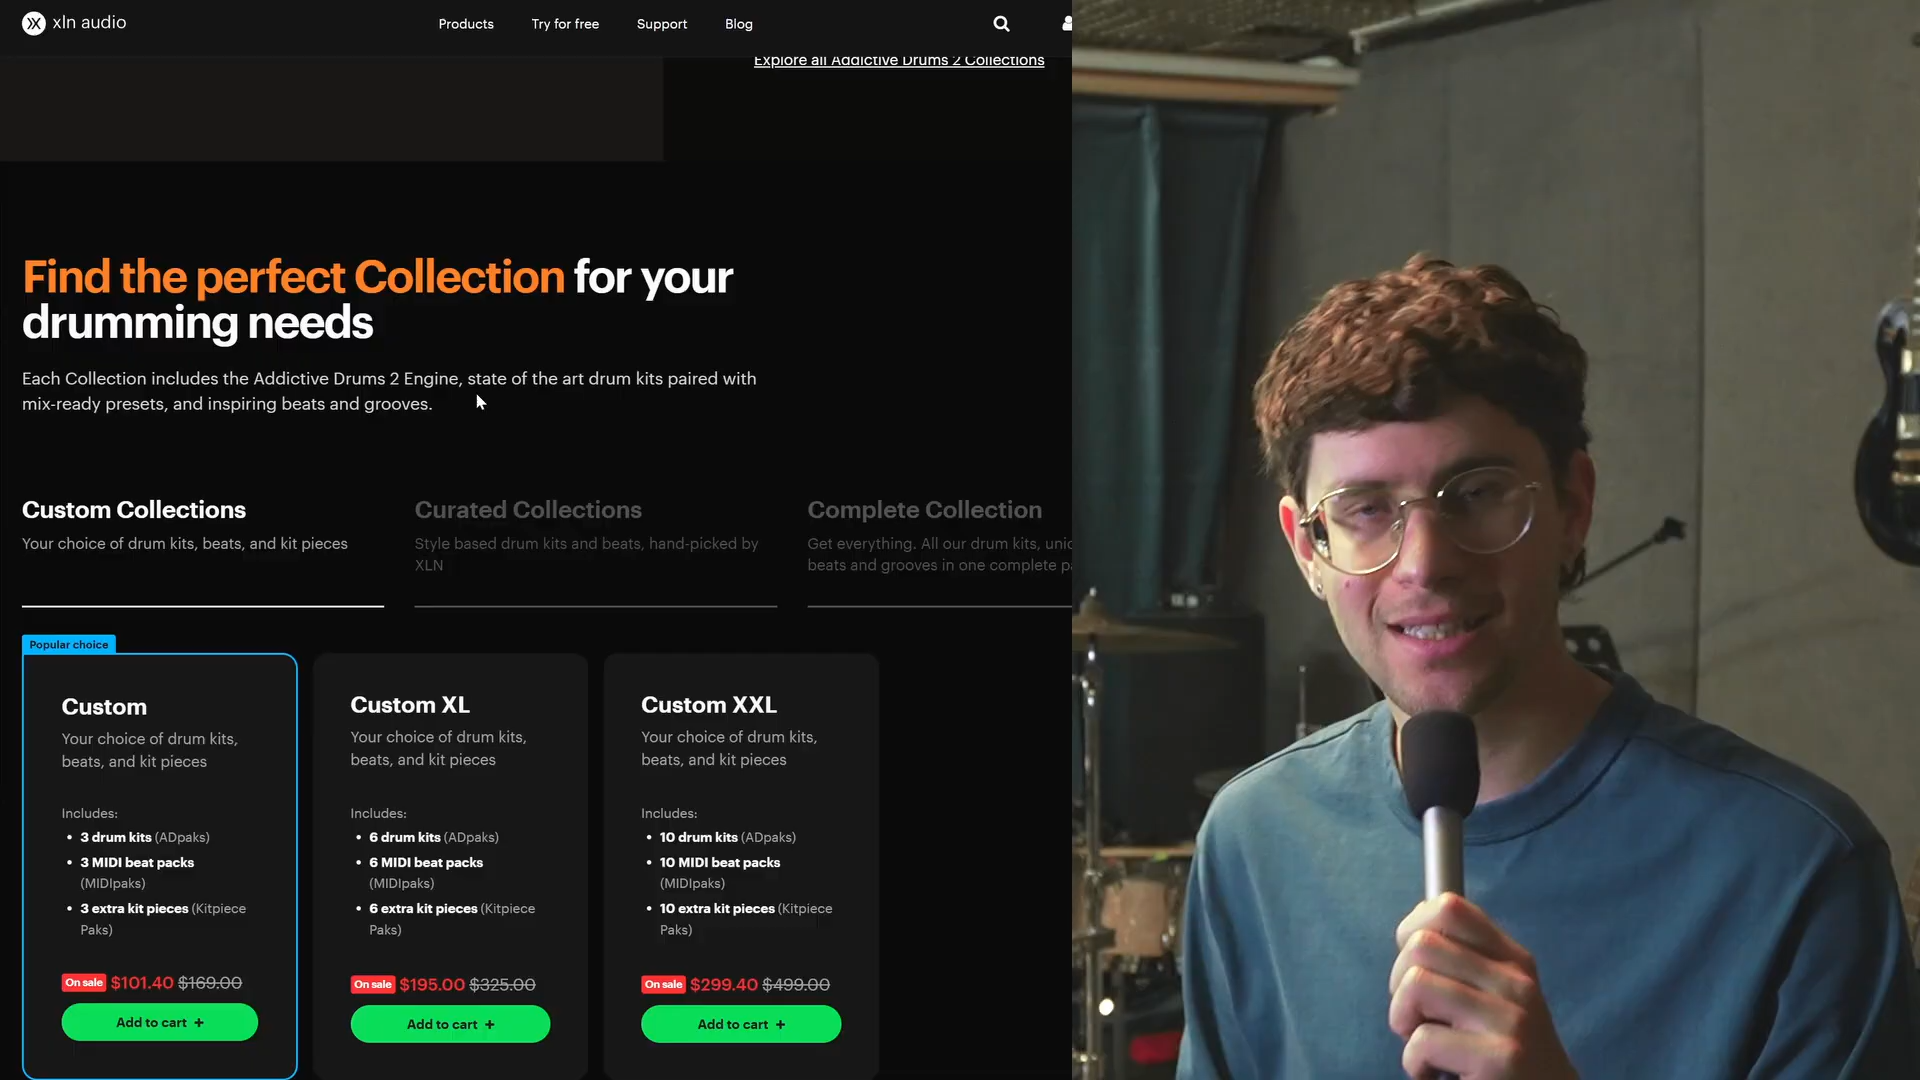 xln audio
Products
Try for free
Support
Blog
Explore all Addictive Drums 2 Collections
Find the perfect Collection for your
drumming needs
Each Collection includes the Addictive Drums 2 Engine, state of the art drum kits paired with
mix-ready presets, and inspiring beats and grooves.
Custom Collections
Your choice of drum kits, beats, and kit pieces
Curated Collections
Style based drum kits and beats, hand-picked by
XLN
Complete Collection
Get everything. All our drum kits,
beats and grooves in one complete
Popular choice
Custom
Your choice of drum kits,
beats, and kit pieces
Includes:
• 3 drum kits (ADpaks)
• 3 MIDI beat packs
(MIDIpaks)
• 3 extra kit pieces (Kitpiece
Paks)
On sale $101.40 $169.00
Add to cart +
Custom XL
Your choice of drum kits,
beats, and kit pieces
Includes:
• 6 drum kits (ADpaks)
• 6 MIDI beat packs
(MIDIpaks)
• 6 extra kit pieces (Kitpiece
Paks)
On sale $195.00 $325.00
Add to cart +
Custom XXL
Your choice of drum kits,
beats, and kit pieces
Includes:
• 10 drum kits (ADpaks)
• 10 MIDI beat packs
(MIDIpaks)
• 10 extra kit pieces (Kitpiece
Paks)
On sale $299.40 $499.00
Add to cart +